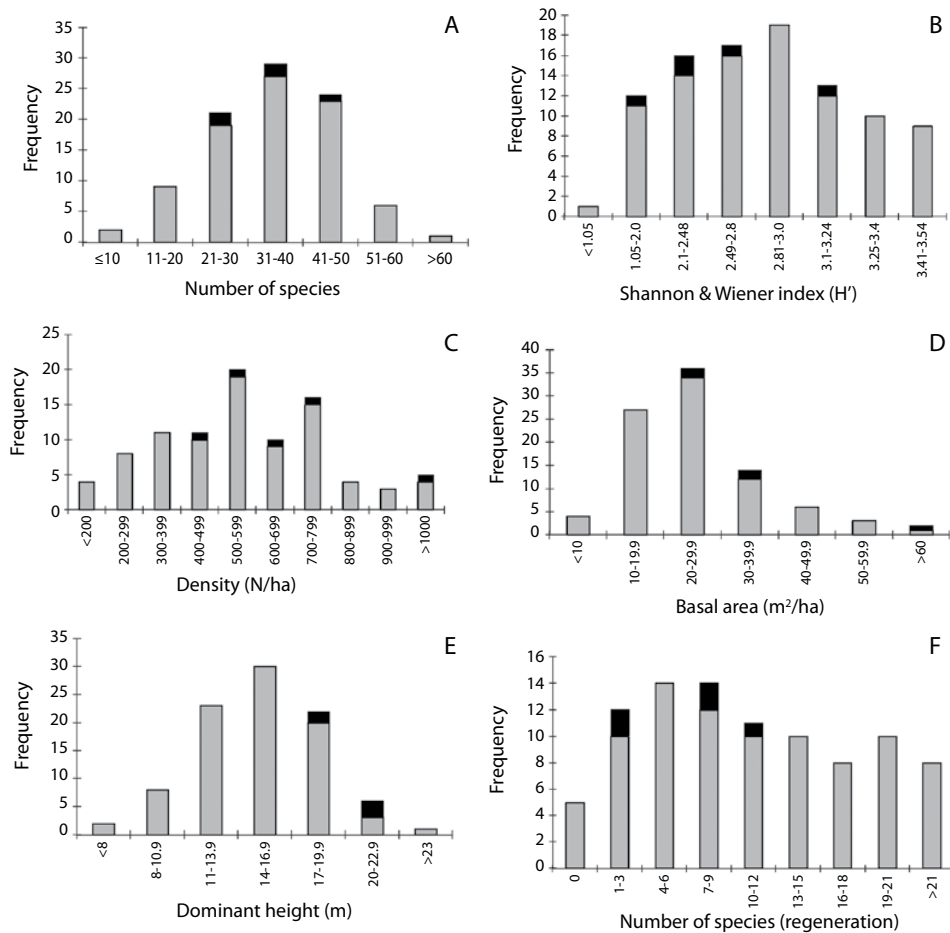 A
35
30
25
20
15
10
5
0
Frequency
≤10 11-20 21-30 31-40 41-50 51-60 >60
Number of species
B
20
18
16
14
12
10
8
6
4
2
0
Frequency
<1.05 1.05-2.0 2.1-2.48 2.49-2.8 2.81-3.0 3.1-3.24 3.25-3.4 3.41-3.54
Shannon & Wiener index (H')
C
25
20
15
10
5
0
Frequency
<200 200-299 300-399 400-499 500-599 600-699 700-799 800-899 900-999 >1000
Density (N/ha)
D
40
35
30
25
20
15
10
5
0
Frequency
<10 10-19.9 20-29.9 30-39.9 40-49.9 50-59.9 >60
Basal area (m²/ha)
E
35
30
25
20
15
10
5
0
Frequency
<8 8-10.9 11-13.9 14-16.9 17-19.9 20-22.9 >23
Dominant height (m)
F
16
14
12
10
8
6
4
2
0
Frequency
0 1-3 4-6 7-9 10-12 13-15 16-18 19-21 >21
Number of species (regeneration)